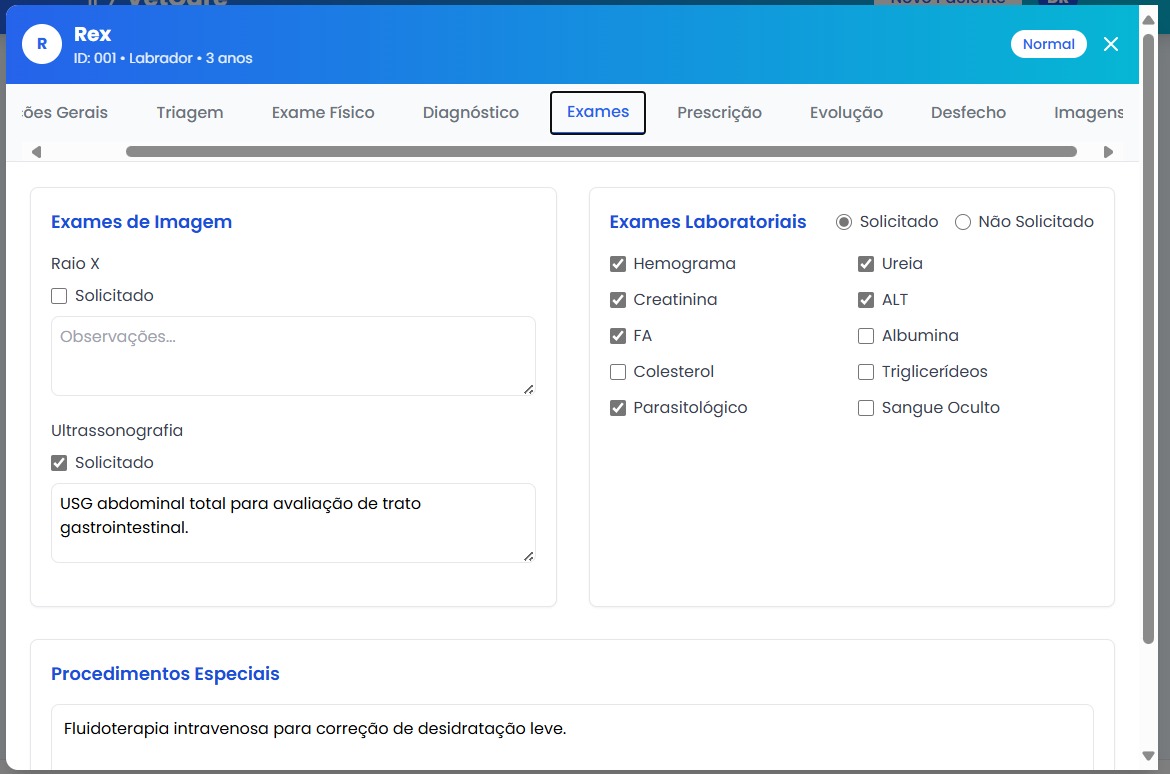 R
Rex
ID: 001 • Labrador • 3 anos
Normal
ões Gerais
Triagem
Exame Físico
Diagnóstico
Exames
Prescrição
Evolução
Desfecho
Imagens
Exames de Imagem
Raio X
Solicitado
Observações...
Ultrassonografia
Solicitado
USG abdominal total para avaliação de trato
gastrointestinal.
Exames Laboratoriais
Solicitado
Não Solicitado
Hemograma
Ureia
Creatinina
ALT
FA
Albumina
Colesterol
Triglicerídeos
Parasitológico
Sangue Oculto
Procedimentos Especiais
Fluidoterapia intravenosa para correção de desidratação leve.